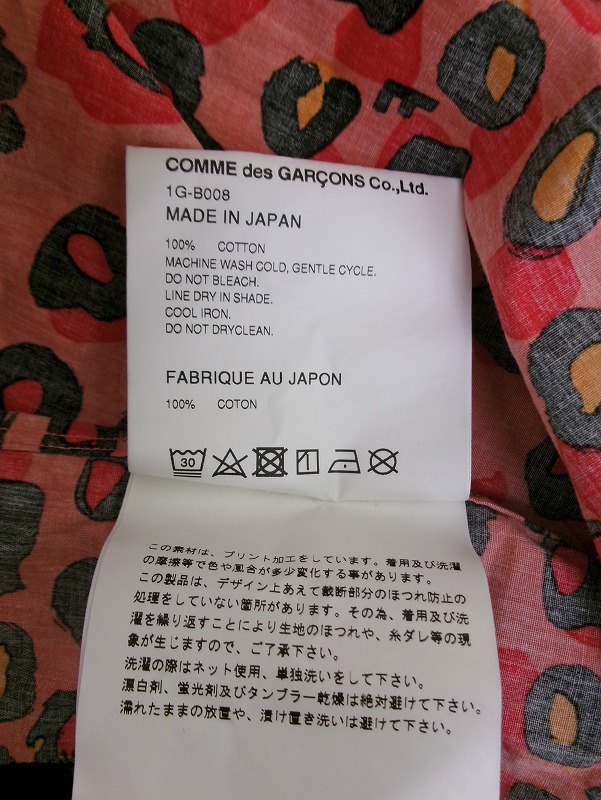 COMME des GARÇONS Co.,Ltd.
1G-B008
MADE IN JAPAN
100% COTTON
MACHINE WASH COLD, GENTLE CYCLE.
DO NOT BLEACH.
LINE DRY IN SHADE.
COOL IRON.
DO NOT DRYCLEAN.
FABRIQUE AU JAPON
100% COTON
30
この素材は、プリント加工をしています。着用及び洗濯
の摩擦等で色や風合が多少変化する事があります。
この製品は、デザイン上あえて裁断部分のほつれ防止の
処理をしていない箇所があります。その為、着用及び洗
濯を繰り返すことにより生地のほつれや、糸ダレ等の現
象が生じますので、ご了承下さい。
洗濯の際はネット使用、単独洗いをして下さい。
漂白剤、蛍光剤及びタンブラー乾燥は絶対避けて下さい。
濡れたままの放置や、漬け置き洗いは避けて下さい。